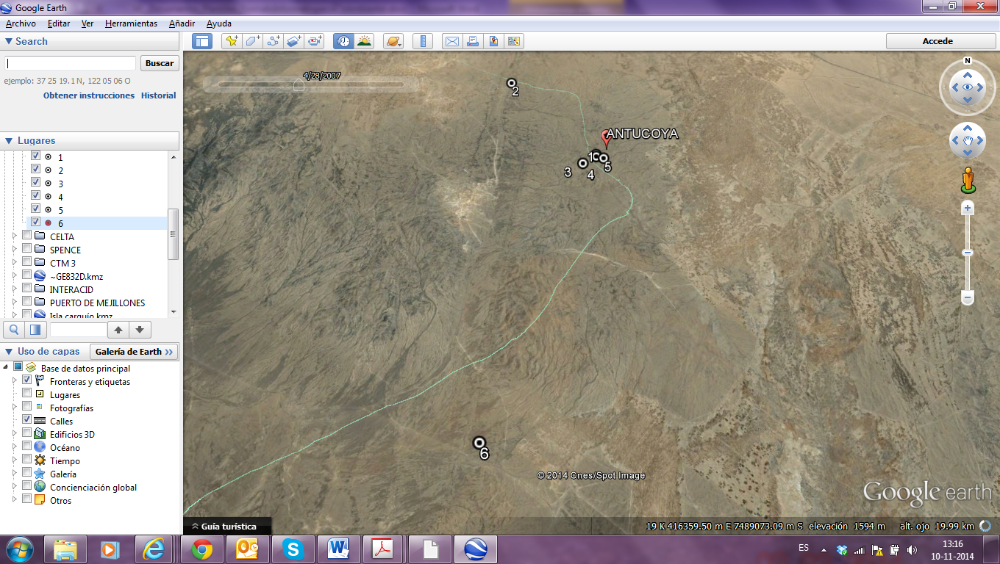 Google Earth
Archivo Editar Ver Herramientas Añadir Ayuda
Search
Buscar
ejemplo: 37 25 19.1 N, 122 05 06 O
Obtener instrucciones Historial
Lugares
1
2
3
4
5
6
CELTA
SPENCE
CTM 3
~GE832D.kmz
INTERACID
PUERTO DE MEJILLONES
Isla carguío.kmz
Uso de capas Galería de Earth »
Base de datos principal
Fronteras y etiquetas
Lugares
Fotografías
Calles
Edificios 3D
Océano
Tiempo
Galería
Concienciación global
Otros
Accede
4/28/2007
N
2
ANTUCOYA
1
5
3
4
6
© 2014 Cnes/Spot Image
Google earth
Guía turística
19 K 416359.50 m E 7489073.09 m S elevación 1594 m alt. ojo 19.99 km
ES
13:16
10-11-2014